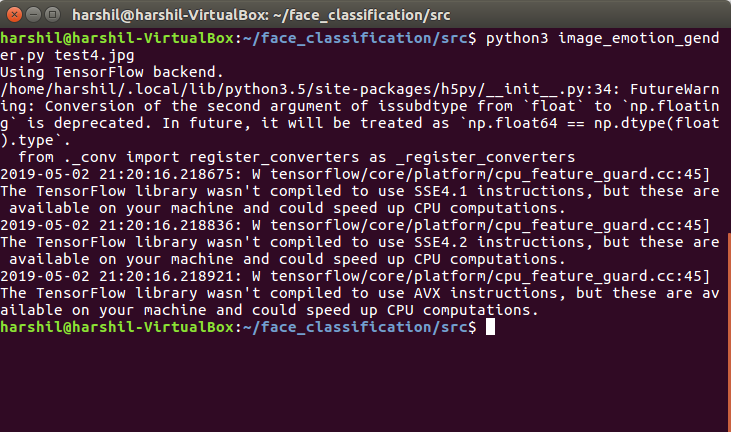 harshil@harshil-VirtualBox: ~/face_classification/src
harshil@harshil-VirtualBox:~/face_classification/src$ python3 image_emotion_gend
er.py test4.jpg
Using TensorFlow backend.
/home/harshil/.local/lib/python3.5/site-packages/h5py/__init__.py:34: FutureWarn
ing: Conversion of the second argument of issubdtype from `float` to `np.floatin
g` is deprecated. In future, it will be treated as `np.float64 == np.dtype(float
).type`.
  from ._conv import register_converters as _register_converters
2019-05-02 21:20:16.218675: W tensorflow/core/platform/cpu_feature_guard.cc:45]
The TensorFlow library wasn't compiled to use SSE4.1 instructions, but these are
 available on your machine and could speed up CPU computations.
2019-05-02 21:20:16.218836: W tensorflow/core/platform/cpu_feature_guard.cc:45]
The TensorFlow library wasn't compiled to use SSE4.2 instructions, but these are
 available on your machine and could speed up CPU computations.
2019-05-02 21:20:16.218921: W tensorflow/core/platform/cpu_feature_guard.cc:45]
The TensorFlow library wasn't compiled to use AVX instructions, but these are av
ailable on your machine and could speed up CPU computations.
harshil@harshil-VirtualBox:~/face_classification/src$